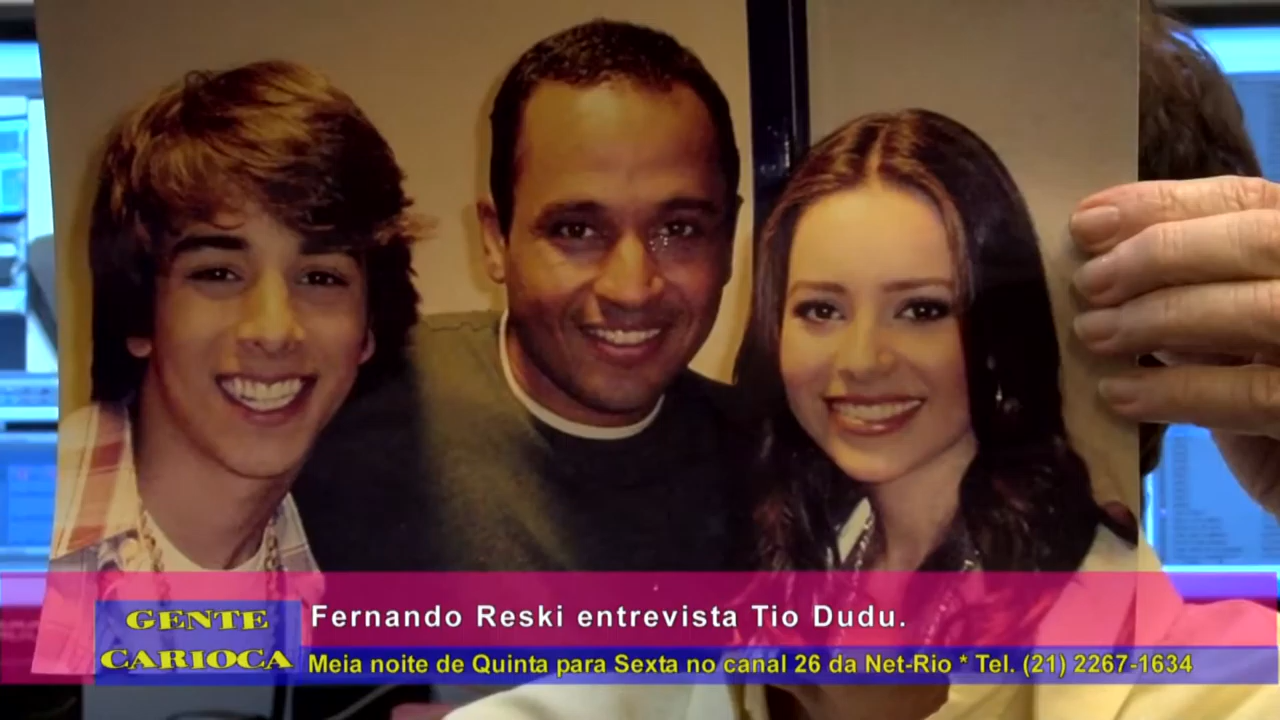 GENTE
CARIOCA
Fernando Reski entrevista Tio Dudu.
Meia noite de Quinta para Sexta no canal 26 da Net-Rio * Tel. (21) 2267-1634